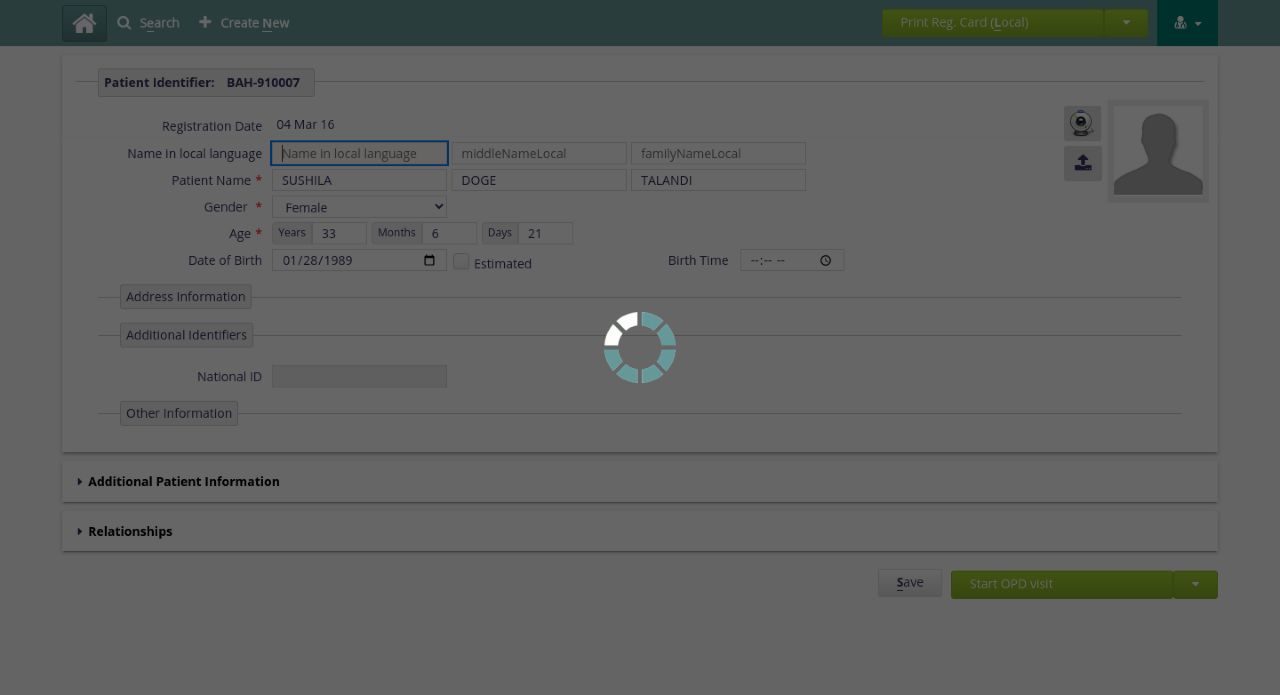 Search Create New Print Reg. Card (Local)
Patient Identifier: BAH-910007
Registration Date 04 Mar 16
Name in local language Name in local language middleNameLocal familyNameLocal
Patient Name * SUSHILA DOGE TALANDI
Gender * Female
Age * Years 33 Months 6 Days 21
Date of Birth 01/28/1989 Estimated Birth Time --:-- --
Address Information
Additional Identifiers
National ID
Other Information
Additional Patient Information
Relationships
Save Start OPD visit